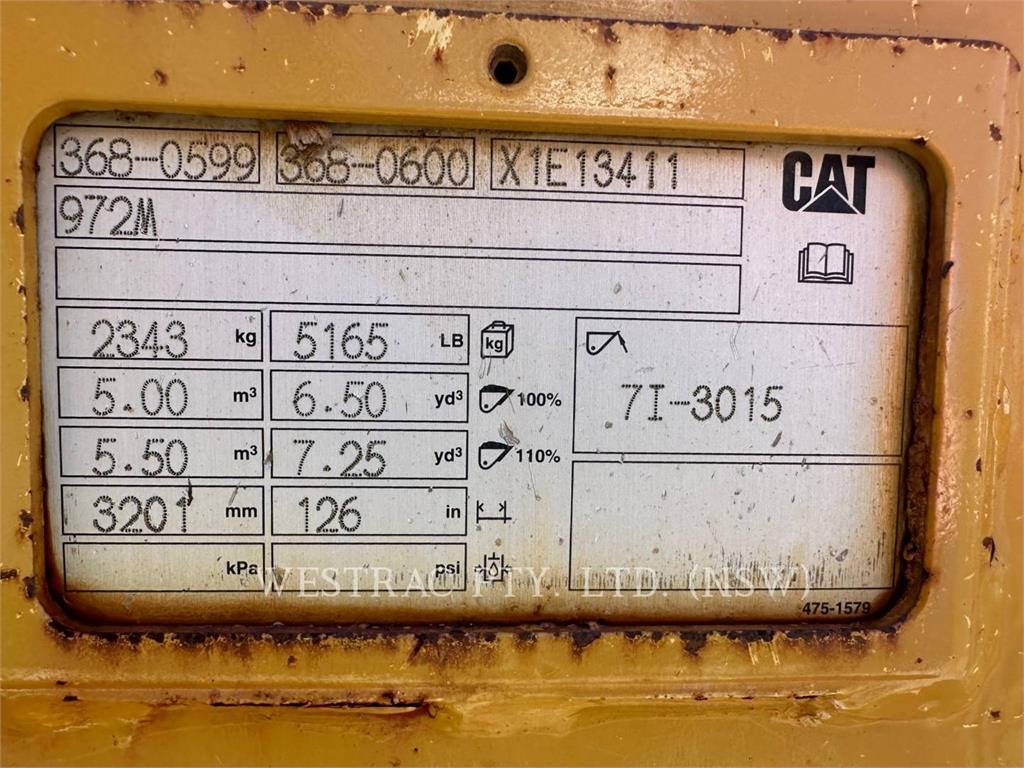 368-0599 368-0600 X1E13411 CAT
972M
2343 kg 5165 LB kg
5.00 m³ 6.50 yd³ 100% 7I-3015
5.50 m³ 7.25 yd³ 110%
3201 mm 126 in
kPa psi
WESTRAC PTY. LTD. (NSW)
475-1579